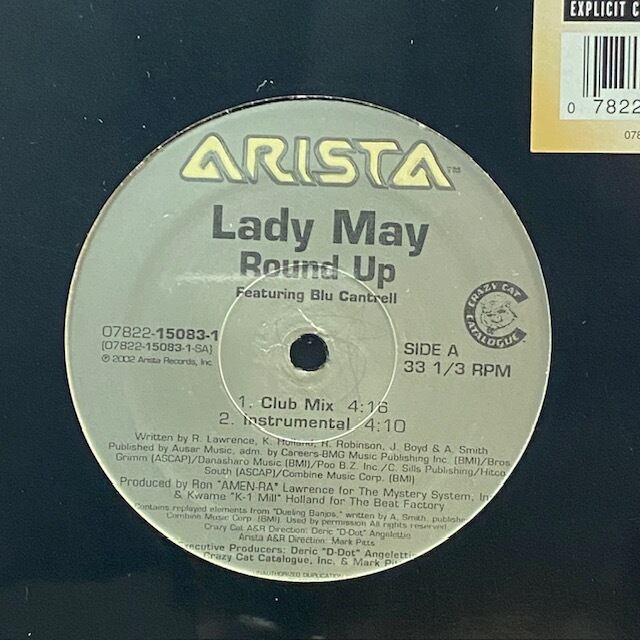 EXPLICIT C
0 7822
078
ARISTA™
Lady May
Round Up
Featuring Blu Cantrell
CRAZY CAT
CATALOGUE
07822-15083-1
(07822-15083-1-SA)
℗ 2002 Arista Records, Inc
SIDE A
33 1/3 RPM
1. Club Mix 4:16
2. Instrumental 4:10
Written by R. Lawrence, K. Holland, H. Robinson, J. Boyd & A. Smith
Published by Ausar Music, adm. by Careers-BMG Music Publishing Inc. (BMI)/Bros
Grimm (ASCAP)/Danasharo Music (BMI)/Poo B.Z. Inc./C. Sills Publishing/Hitco
South (ASCAP)/Combine Music Corp. (BMI)
Produced by Ron "AMEN-RA" Lawrence for The Mystery System, In
& Kwame "K-1 Mill" Holland for The Beat Factory
Contains replayed elements from "Dueling Banjos," written by A. Smith, publishe
Combine Music Corp. (BMI). Used by permission All rights reserved
Crazy Cat A&R Direction: Deric "D-Dot" Angelettie
Arista A&R Direction: Mark Pitts
Executive Producers: Deric "D-Dot" Angelettie
Crazy Cat Catalogue, Inc. & Mark Pitts
UNAUTHORIZED DUPLICATION